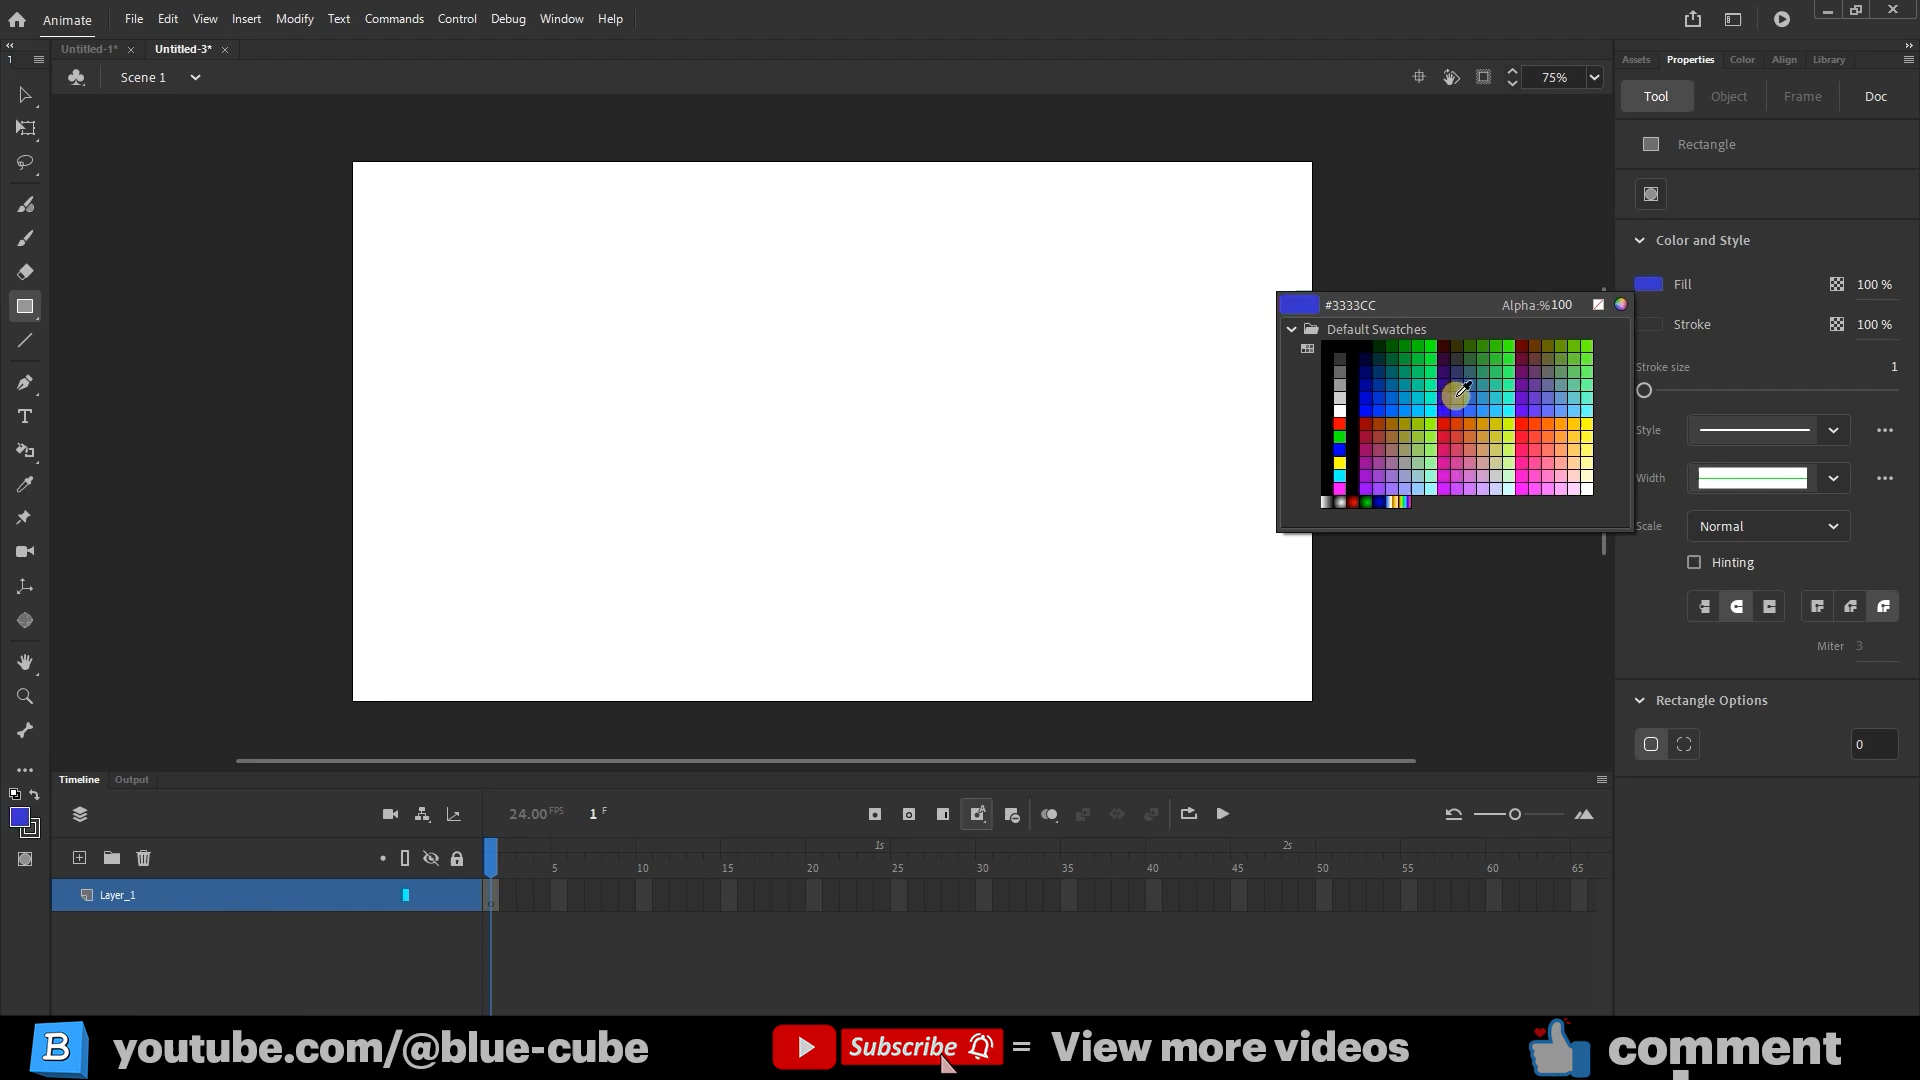 Animate File Edit View Insert Modify Text Commands Control Debug Window Help
Untitled-1* Untitled-3*
Assets Properties Color Align Library
Scene 1 75%
Tool Object Frame Doc
Rectangle
Color and Style
Fill 100 %
#3333CC Alpha:%100
Stroke 100 %
Default Swatches
Stroke size 1
Style
Width
Scale Normal
Hinting
Miter 3
Rectangle Options
0
Timeline Output
24.00 FPS 1 F
1s 2s
5 10 15 20 25 30 35 40 45 50 55 60 65
Layer_1
B youtube.com/@blue-cube Subscribe = View more videos comment